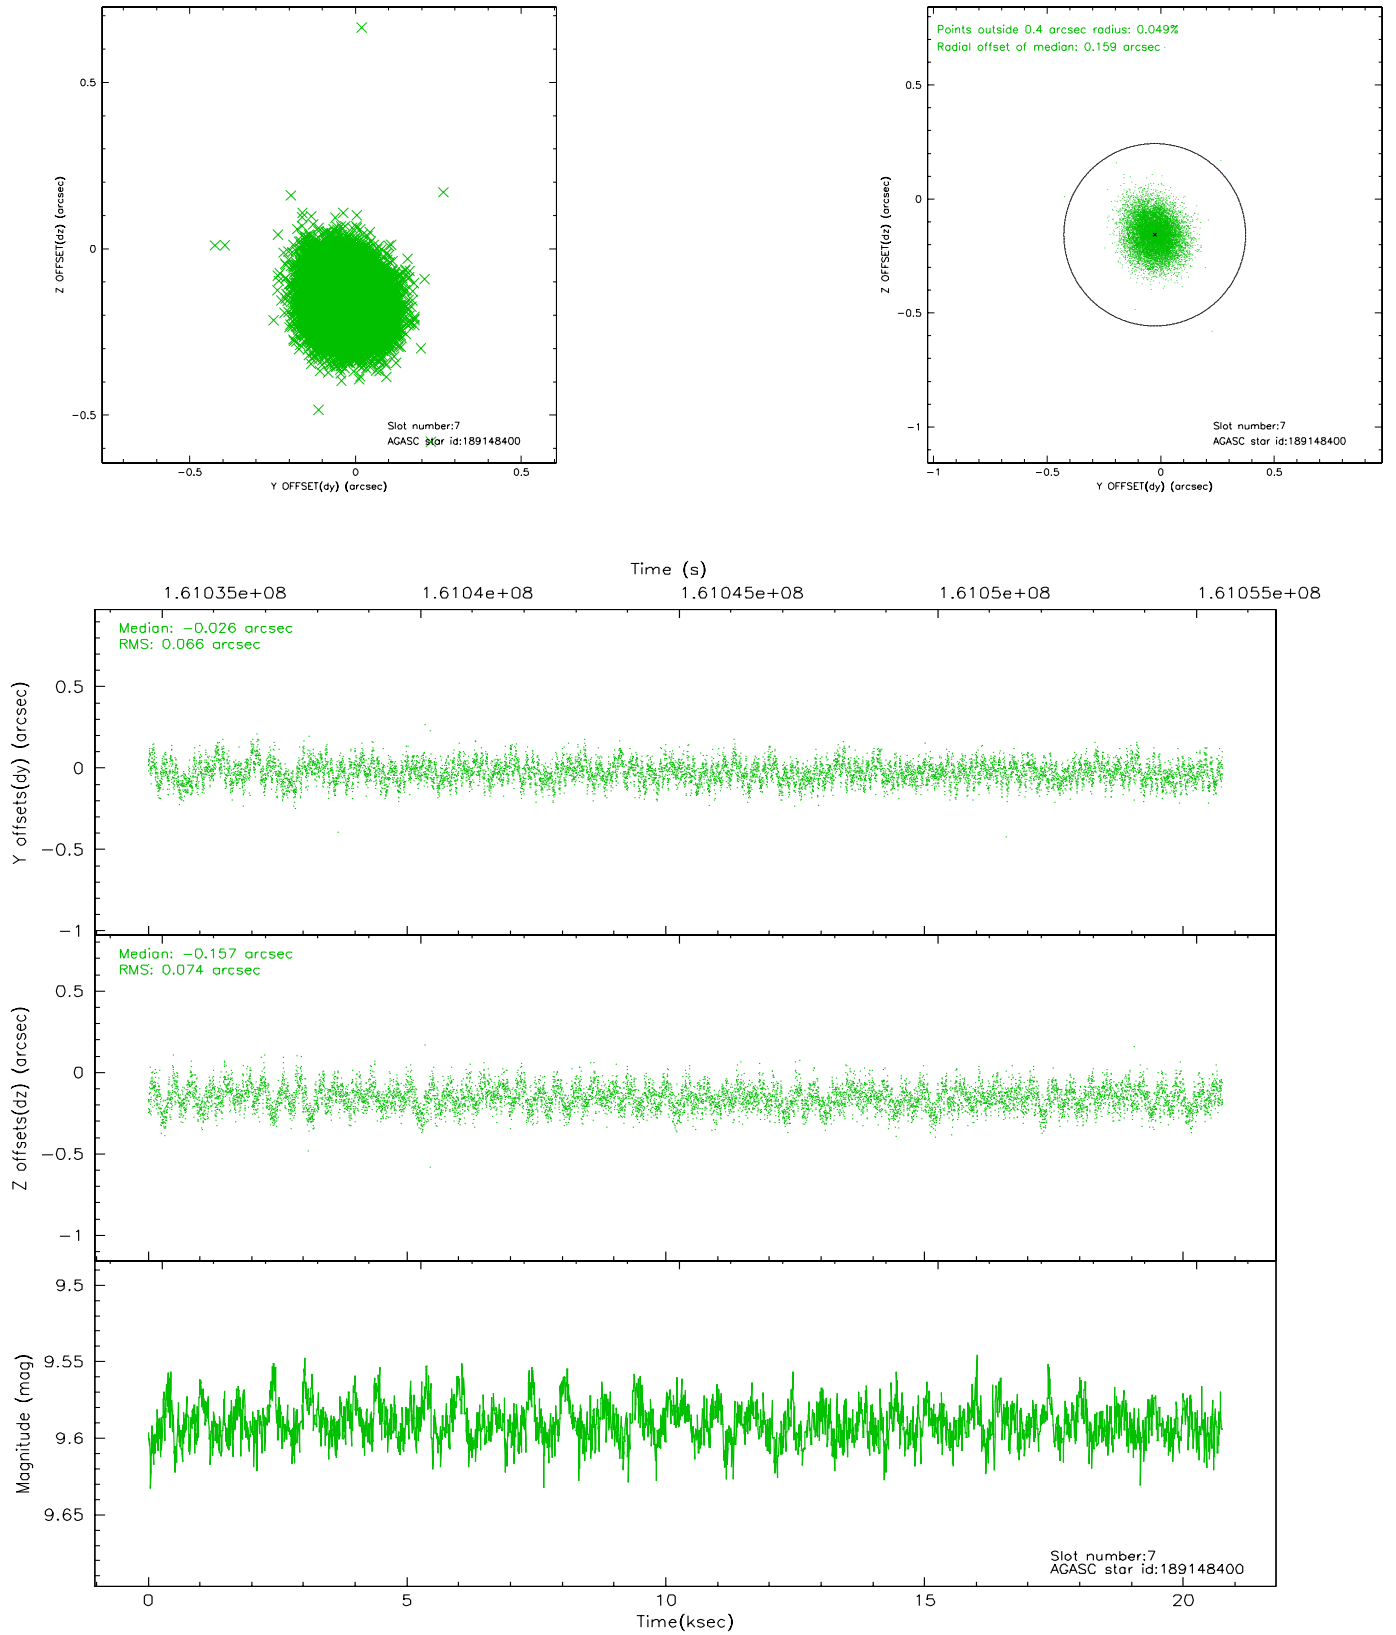 0.5
0
−0.5
Z OFFSET(dz) (arcsec)
Slot number:7
AGASC star id:189148400
−0.5 0 0.5
Y OFFSET(dy) (arcsec)
Points outside 0.4 arcsec radius: 0.049%
Radial offset of median: 0.159 arcsec
0.5
0
−0.5
−1
Z OFFSET(dz) (arcsec)
Slot number:7
AGASC star id:189148400
−1 −0.5 0 0.5
Y OFFSET(dy) (arcsec)
Time (s)
1.61035e+08 1.6104e+08 1.61045e+08 1.6105e+08 1.61055e+08
Median: −0.026 arcsec
RMS: 0.066 arcsec
0.5
0
−0.5
−1
Y offsets(dy) (arcsec)
Median: −0.157 arcsec
RMS: 0.074 arcsec
0.5
0
−0.5
−1
Z offsets(dz) (arcsec)
9.5
9.55
9.6
9.65
Magnitude (mag)
Slot number:7
AGASC star id:189148400
0 5 10 15 20
Time(ksec)